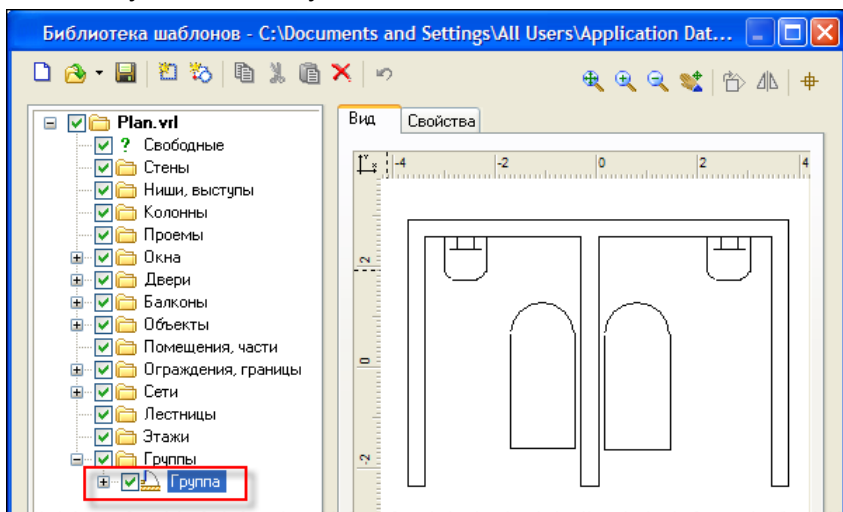 Библиотека шаблонов - C:\Documents and Settings\All Users\Application Dat...
Вид Свойства
Plan.vrl
? Свободные
Стены
Ниши, выступы
Колонны
Проемы
Окна
Двери
Балконы
Объекты
Помещения, части
Ограждения, границы
Сети
Лестницы
Этажи
Группы
Группа
Y x -4 -2 0 2 4
2
0
-2